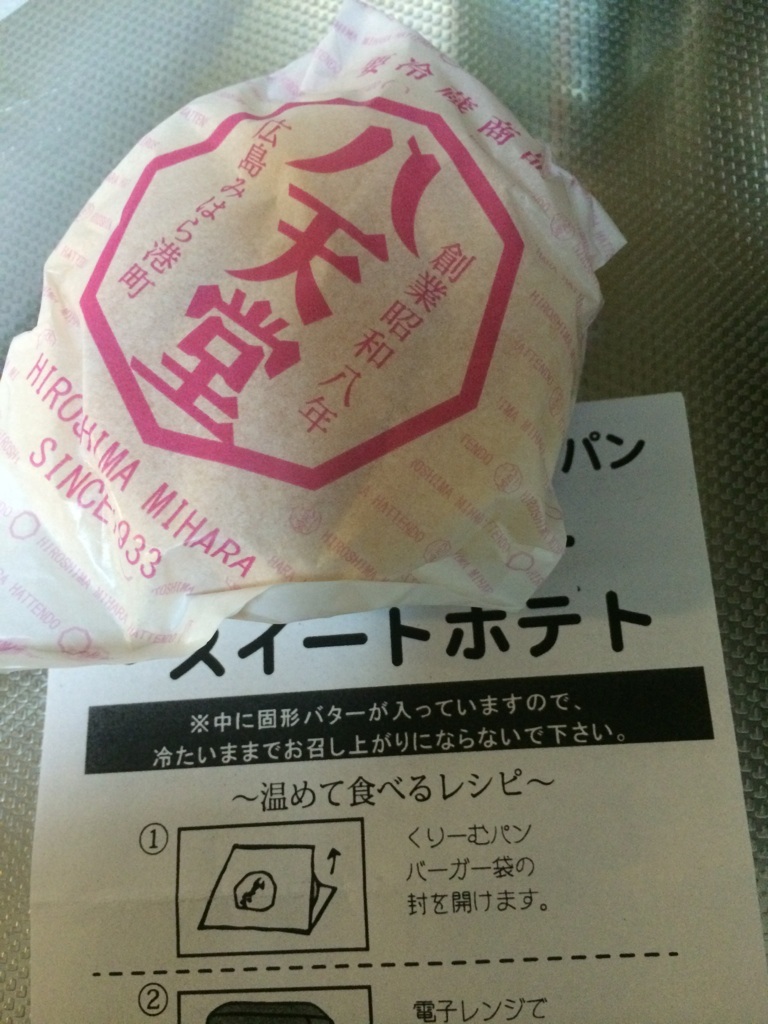 要冷蔵商品
八天堂
創業昭和八年
広島みはら港町
HIROSHIMA MIHARA
SINCE 1933
パン
スイートポテト
※中に固形バターが入っていますので、
冷たいままでお召し上がりにならないで下さい。
～温めて食べるレシピ～
①
くりーむパン
バーガー袋の
封を開けます。
②
電子レンジで